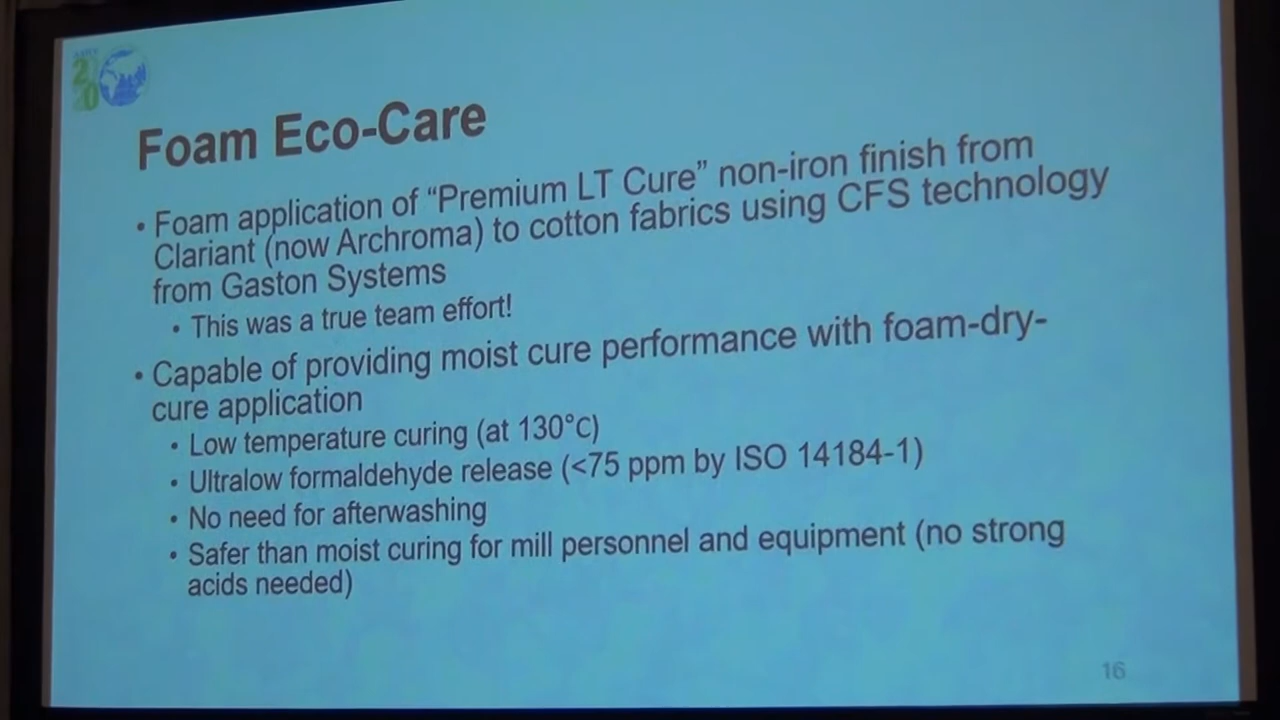 20
Foam Eco-Care
• Foam application of “Premium LT Cure” non-iron finish from
Clariant (now Archroma) to cotton fabrics using CFS technology
from Gaston Systems
• This was a true team effort!
• Capable of providing moist cure performance with foam-dry-
cure application
• Low temperature curing (at 130°C)
• Ultralow formaldehyde release (<75 ppm by ISO 14184-1)
• No need for afterwashing
• Safer than moist curing for mill personnel and equipment (no strong
acids needed)
16